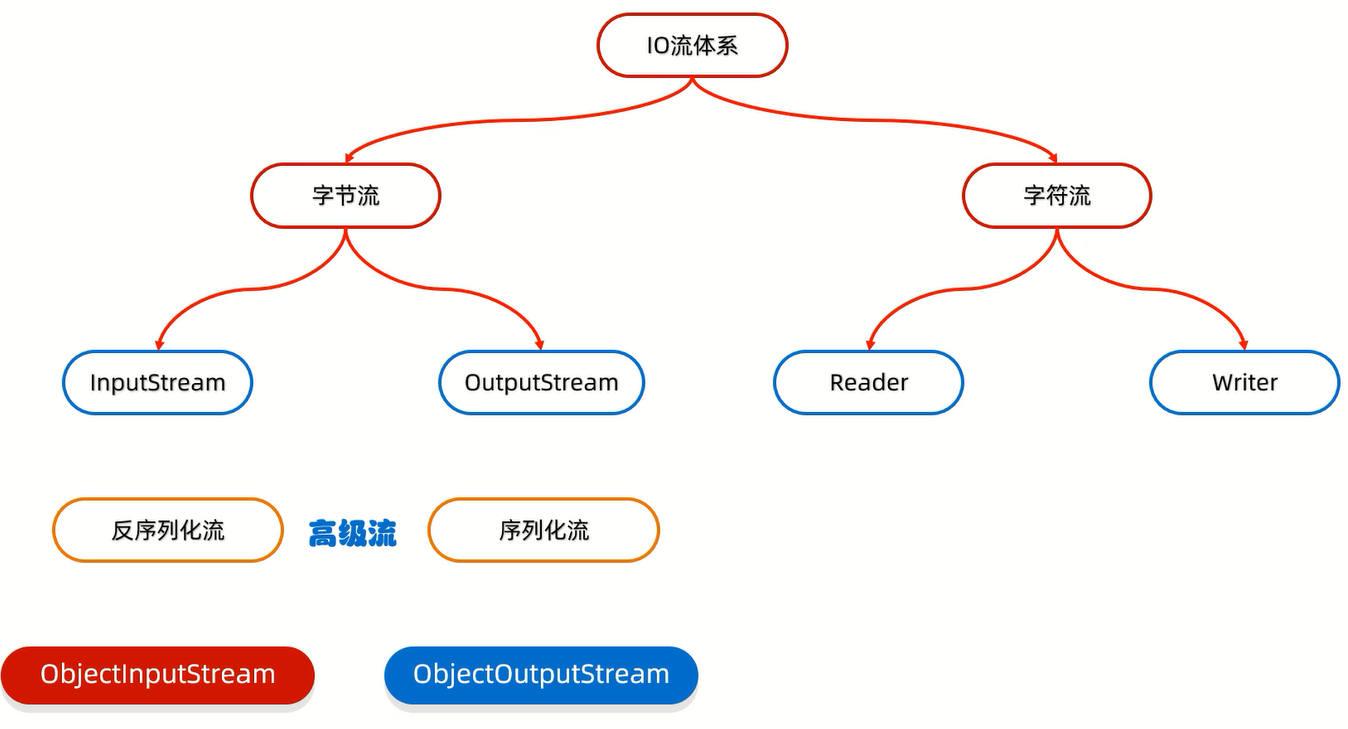 IO流体系
字节流
字符流
InputStream
OutputStream
Reader
Writer
反序列化流
高级流
序列化流
ObjectInputStream
ObjectOutputStream